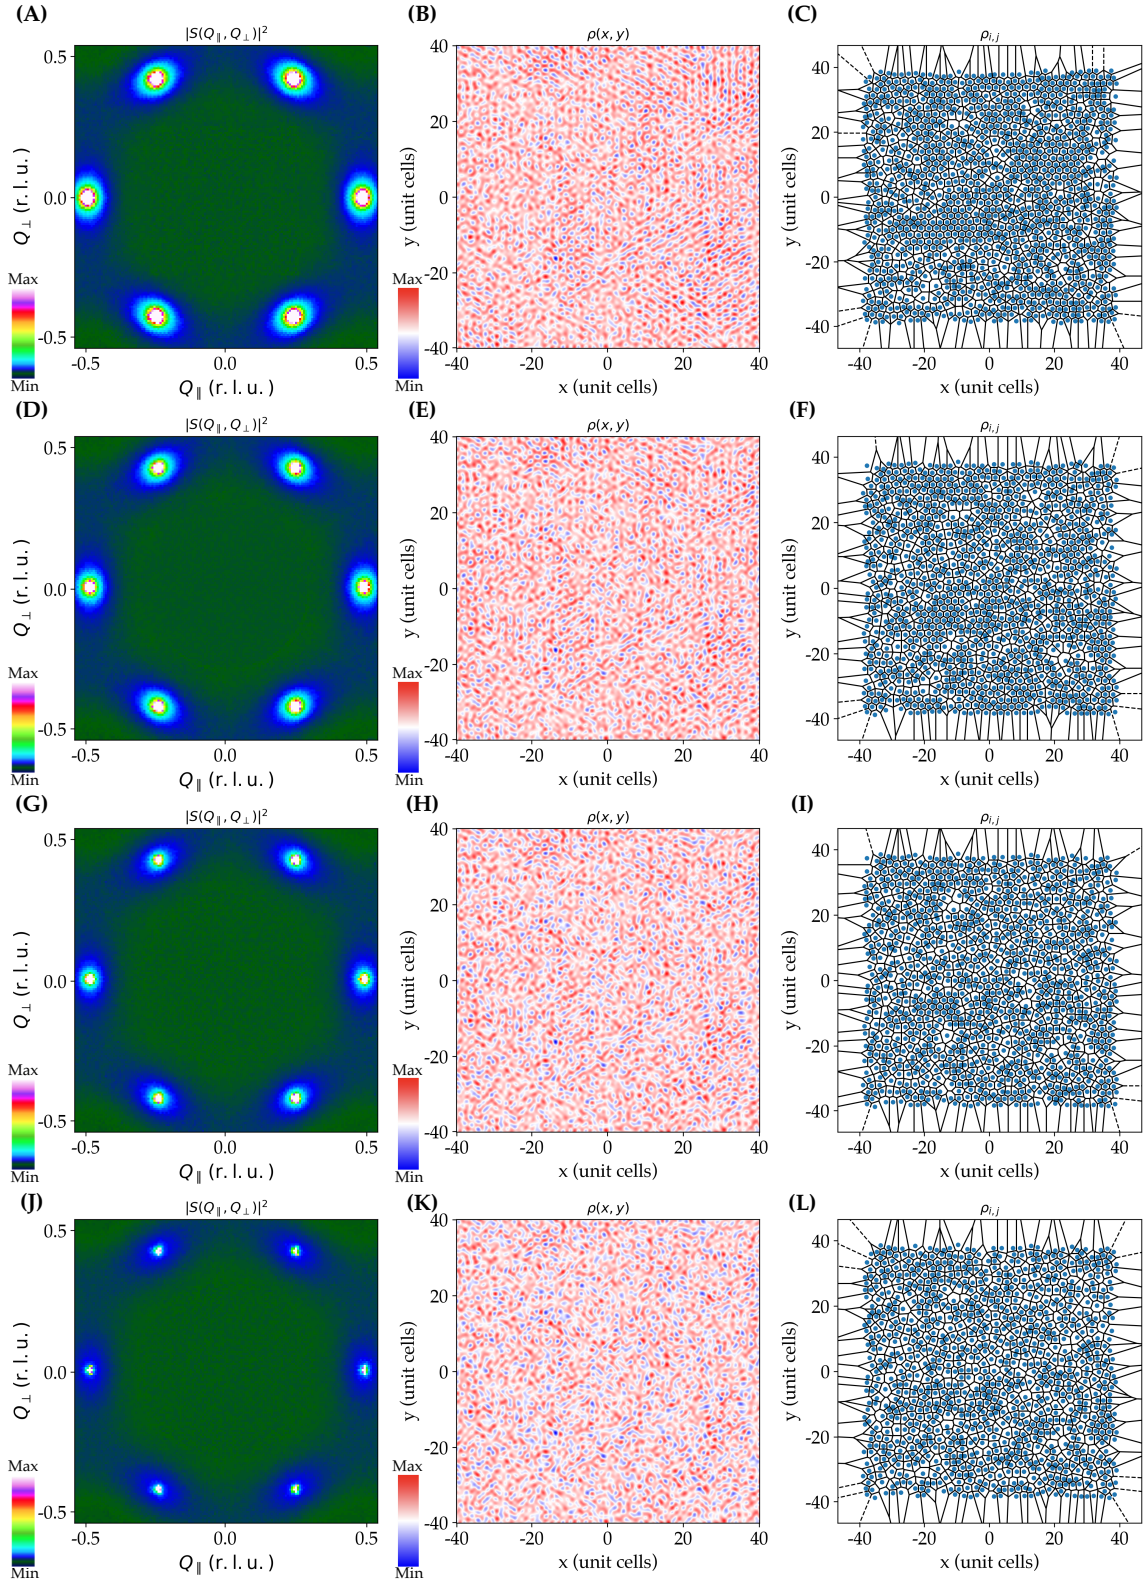 (A)
|S(Q∥, Q⊥)|²
0.5
0.0
-0.5
Q⊥ (r. l. u. )
Max
Min
-0.5
0.0
0.5
Q∥ (r. l. u. )
(B)
ρ(x, y)
40
20
0
-20
-40
y (unit cells)
Max
Min
-40
-20
0
20
40
x (unit cells)
(C)
ρi,j
40
20
0
-20
-40
y (unit cells)
-40
-20
0
20
40
x (unit cells)
(D)
|S(Q∥, Q⊥)|²
0.5
0.0
-0.5
Q⊥ (r. l. u. )
Max
Min
-0.5
0.0
0.5
Q∥ (r. l. u. )
(E)
ρ(x, y)
40
20
0
-20
-40
y (unit cells)
Max
Min
-40
-20
0
20
40
x (unit cells)
(F)
ρi,j
40
20
0
-20
-40
y (unit cells)
-40
-20
0
20
40
x (unit cells)
(G)
|S(Q∥, Q⊥)|²
0.5
0.0
-0.5
Q⊥ (r. l. u. )
Max
Min
-0.5
0.0
0.5
Q∥ (r. l. u. )
(H)
ρ(x, y)
40
20
0
-20
-40
y (unit cells)
Max
Min
-40
-20
0
20
40
x (unit cells)
(I)
ρi,j
40
20
0
-20
-40
y (unit cells)
-40
-20
0
20
40
x (unit cells)
(J)
|S(Q∥, Q⊥)|²
0.5
0.0
-0.5
Q⊥ (r. l. u. )
Max
Min
-0.5
0.0
0.5
Q∥ (r. l. u. )
(K)
ρ(x, y)
40
20
0
-20
-40
y (unit cells)
Max
Min
-40
-20
0
20
40
x (unit cells)
(L)
ρi,j
40
20
0
-20
-40
y (unit cells)
-40
-20
0
20
40
x (unit cells)